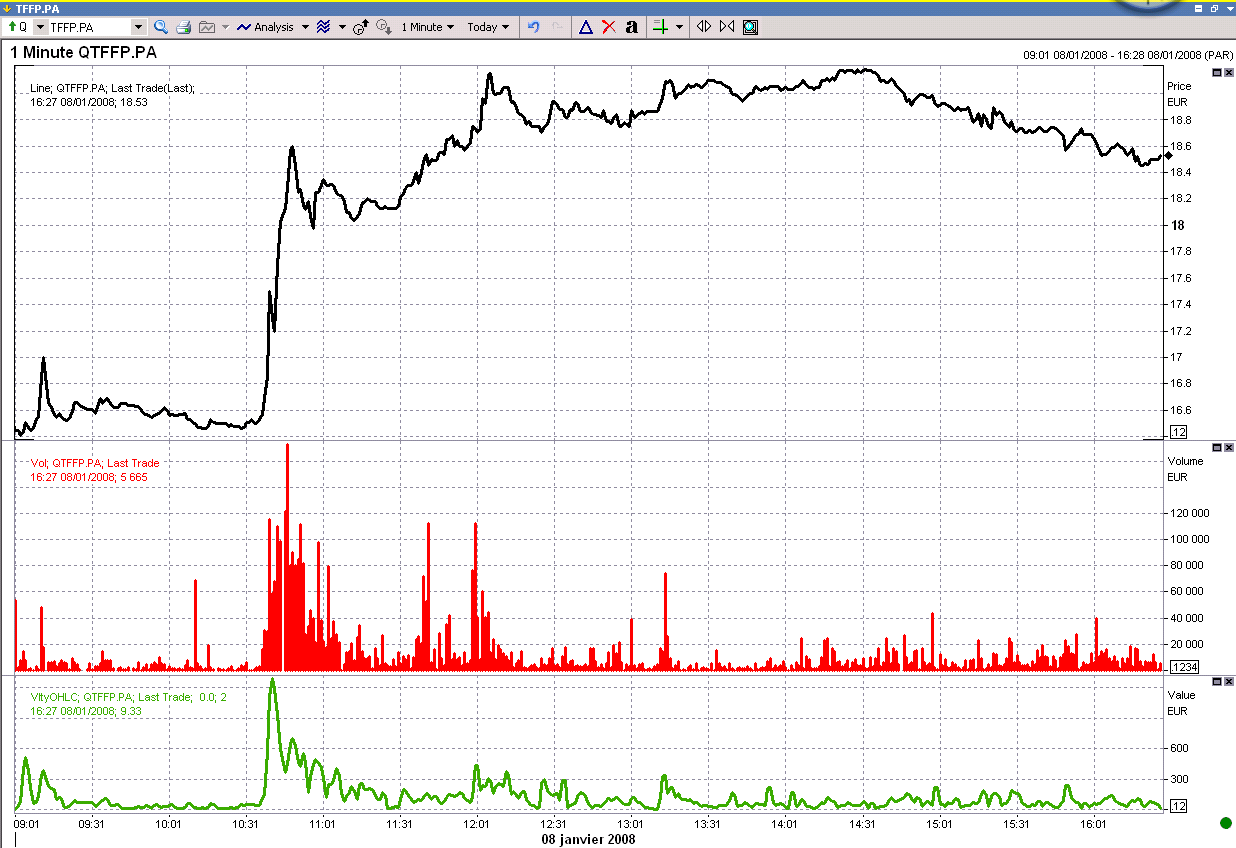 TFFP.PA
Q TFFP.PA Analysis 1 Minute Today a
1 Minute QTFFP.PA
09:01 08/01/2008 - 16:28 08/01/2008 (PAR)
Line; QTFFP.PA; Last Trade(Last);
16:27 08/01/2008; 18.53
Price
EUR
18.8
18.6
18.4
18.2
18
17.8
17.6
17.4
17.2
17
16.8
16.6
.12
Vol; QTFFP.PA; Last Trade
16:27 08/01/2008; 5 665
Volume
EUR
120 000
100 000
80 000
60 000
40 000
20 000
.1234
VltyOHLC; QTFFP.PA; Last Trade; 0.0; 2
16:27 08/01/2008; 9.33
Value
EUR
600
300
.12
09:01 09:31 10:01 10:31 11:01 11:31 12:01 12:31 13:01 13:31 14:01 14:31 15:01 15:31 16:01
08 janvier 2008